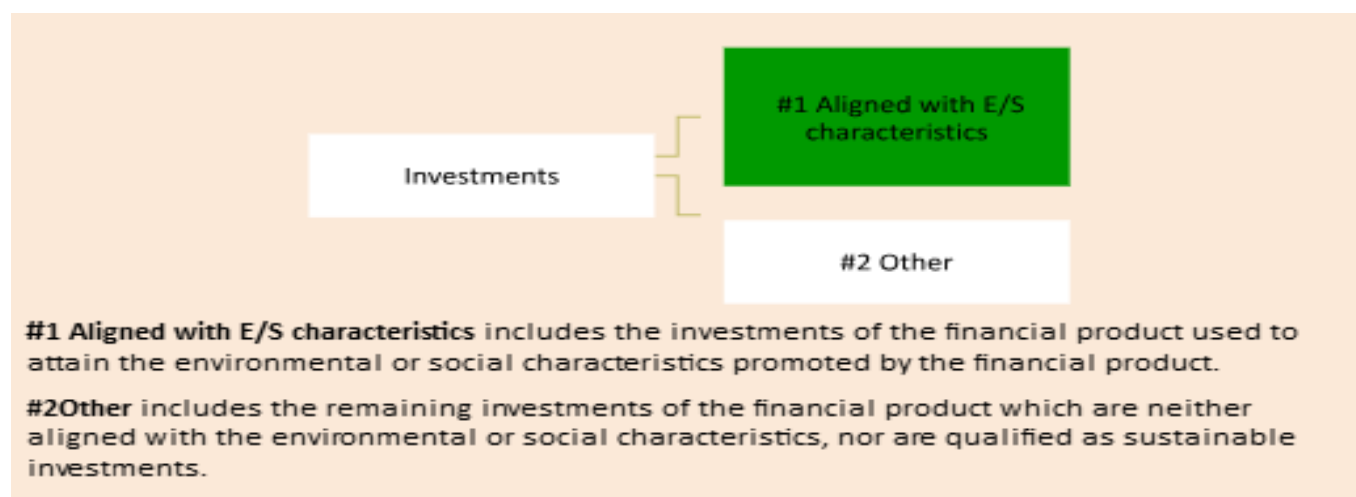 #1 Aligned with E/S
characteristics
Investments
#2 Other
#1 Aligned with E/S characteristics includes the investments of the financial product used to
attain the environmental or social characteristics promoted by the financial product.
#2Other includes the remaining investments of the financial product which are neither
aligned with the environmental or social characteristics, nor are qualified as sustainable
investments.